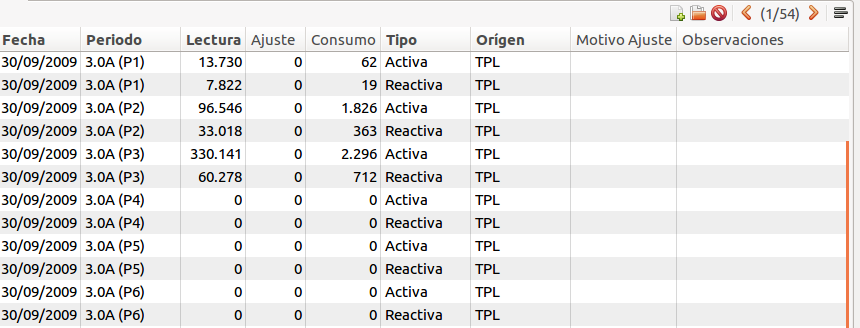 (1/54)
Fecha Periodo Lectura Ajuste Consumo Tipo Orígen Motivo Ajuste Observaciones
30/09/2009 3.0A (P1) 13.730 0 62 Activa TPL
30/09/2009 3.0A (P1) 7.822 0 19 Reactiva TPL
30/09/2009 3.0A (P2) 96.546 0 1.826 Activa TPL
30/09/2009 3.0A (P2) 33.018 0 363 Reactiva TPL
30/09/2009 3.0A (P3) 330.141 0 2.296 Activa TPL
30/09/2009 3.0A (P3) 60.278 0 712 Reactiva TPL
30/09/2009 3.0A (P4) 0 0 0 Activa TPL
30/09/2009 3.0A (P4) 0 0 0 Reactiva TPL
30/09/2009 3.0A (P5) 0 0 0 Activa TPL
30/09/2009 3.0A (P5) 0 0 0 Reactiva TPL
30/09/2009 3.0A (P6) 0 0 0 Activa TPL
30/09/2009 3.0A (P6) 0 0 0 Reactiva TPL